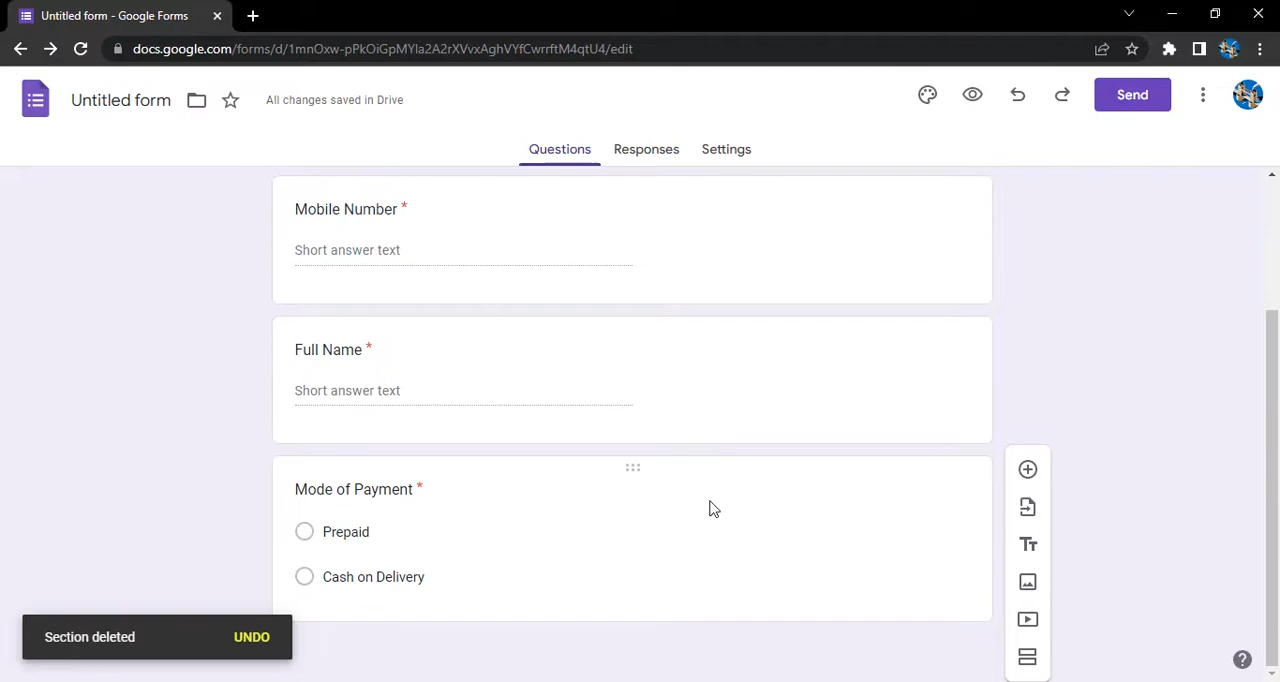 Untitled form - Google Forms
docs.google.com/forms/d/1mnOxw-pPkOiGpMYla2A2rXVvxAghVYfCwrrftM4qtU4/edit
Untitled form
All changes saved in Drive
Send
Questions
Responses
Settings
Mobile Number *
Short answer text
Full Name *
Short answer text
Mode of Payment *
Prepaid
Cash on Delivery
Section deleted
UNDO